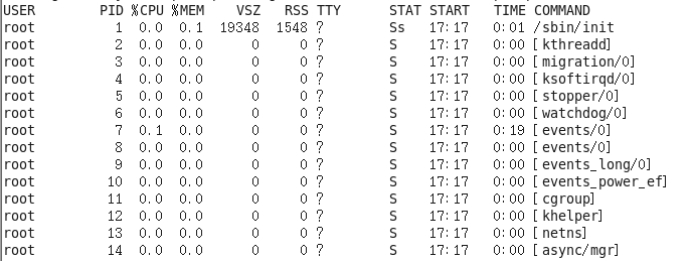 USER PID %CPU %MEM VSZ RSS TTY STAT START TIME COMMAND
root 1 0.0 0.1 19348 1548 ? Ss 17:17 0:01 /sbin/init
root 2 0.0 0.0 0 0 ? S 17:17 0:00 [kthreadd]
root 3 0.0 0.0 0 0 ? S 17:17 0:00 [migration/0]
root 4 0.0 0.0 0 0 ? S 17:17 0:00 [ksoftirqd/0]
root 5 0.0 0.0 0 0 ? S 17:17 0:00 [stopper/0]
root 6 0.0 0.0 0 0 ? S 17:17 0:00 [watchdog/0]
root 7 0.1 0.0 0 0 ? S 17:17 0:19 [events/0]
root 8 0.0 0.0 0 0 ? S 17:17 0:00 [events/0]
root 9 0.0 0.0 0 0 ? S 17:17 0:00 [events_long/0]
root 10 0.0 0.0 0 0 ? S 17:17 0:00 [events_power_ef]
root 11 0.0 0.0 0 0 ? S 17:17 0:00 [cgroup]
root 12 0.0 0.0 0 0 ? S 17:17 0:00 [khelper]
root 13 0.0 0.0 0 0 ? S 17:17 0:00 [netns]
root 14 0.0 0.0 0 0 ? S 17:17 0:00 [async/mgr]